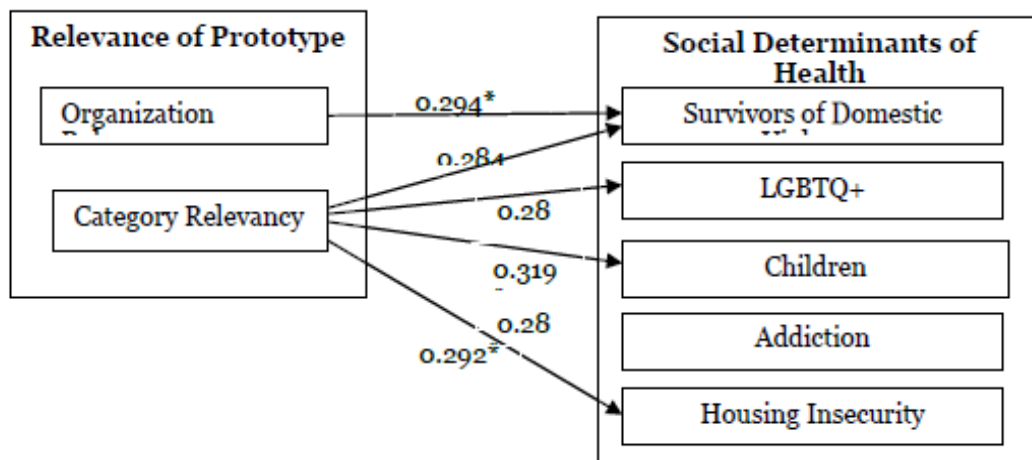 Relevance of Prototype
Organization
Category Relevancy
0.294*
0.284
0.28
0.319
0.28
0.292*
Social Determinants of
Health
Survivors of Domestic
LGBTQ+
Children
Addiction
Housing Insecurity